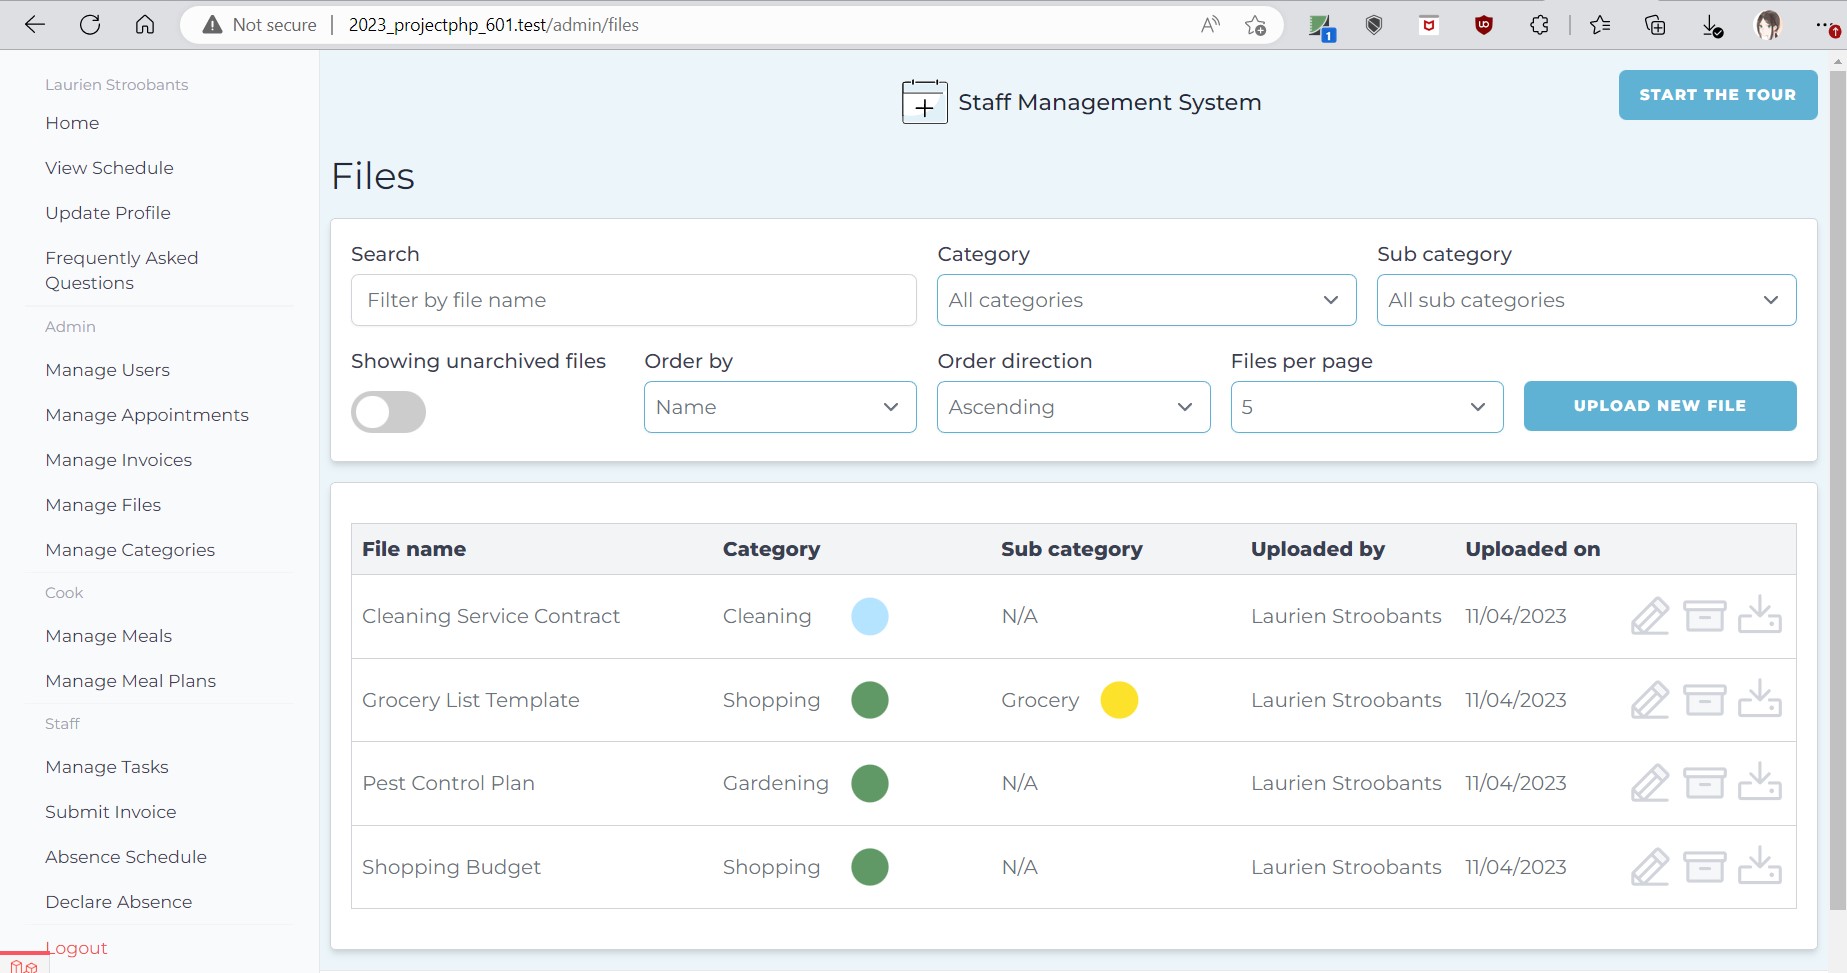 Not secure
2023_projectphp_601.test/admin/files
1
Laurien Stroobants
Home
View Schedule
Update Profile
Frequently Asked
Questions
Admin
Manage Users
Manage Appointments
Manage Invoices
Manage Files
Manage Categories
Cook
Manage Meals
Manage Meal Plans
Staff
Manage Tasks
Submit Invoice
Absence Schedule
Declare Absence
Logout
Staff Management System
START THE TOUR
Files
Search Category Sub category
Filter by file name All categories All sub categories
Showing unarchived files Order by Order direction Files per page
Name Ascending 5 UPLOAD NEW FILE
File name Category Sub category Uploaded by Uploaded on
Cleaning Service Contract Cleaning N/A Laurien Stroobants 11/04/2023
Grocery List Template Shopping Grocery Laurien Stroobants 11/04/2023
Pest Control Plan Gardening N/A Laurien Stroobants 11/04/2023
Shopping Budget Shopping N/A Laurien Stroobants 11/04/2023